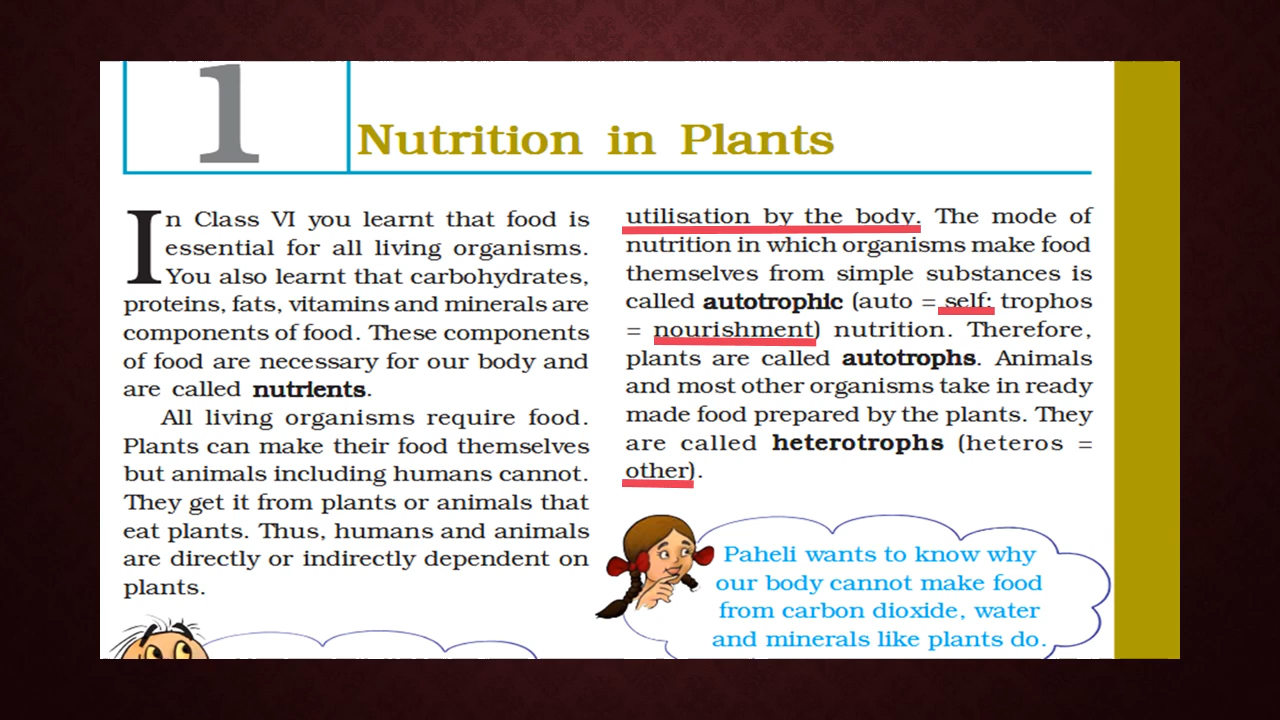 1
Nutrition in Plants
In Class VI you learnt that food is
essential for all living organisms.
You also learnt that carbohydrates,
proteins, fats, vitamins and minerals are
components of food. These components
of food are necessary for our body and
are called nutrients.
All living organisms require food.
Plants can make their food themselves
but animals including humans cannot.
They get it from plants or animals that
eat plants. Thus, humans and animals
are directly or indirectly dependent on
plants.
utilisation by the body. The mode of
nutrition in which organisms make food
themselves from simple substances is
called autotrophic (auto = self; trophos
= nourishment) nutrition. Therefore,
plants are called autotrophs. Animals
and most other organisms take in ready
made food prepared by the plants. They
are called heterotrophs (heteros =
other).
Paheli wants to know why
our body cannot make food
from carbon dioxide, water
and minerals like plants do.